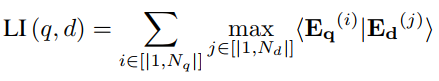 LI (q, d) = ∑_{i∈[|1,N_q|]} max_{j∈[|1,N_d|]} ⟨E_q^{(i)}|E_d^{(j)}⟩